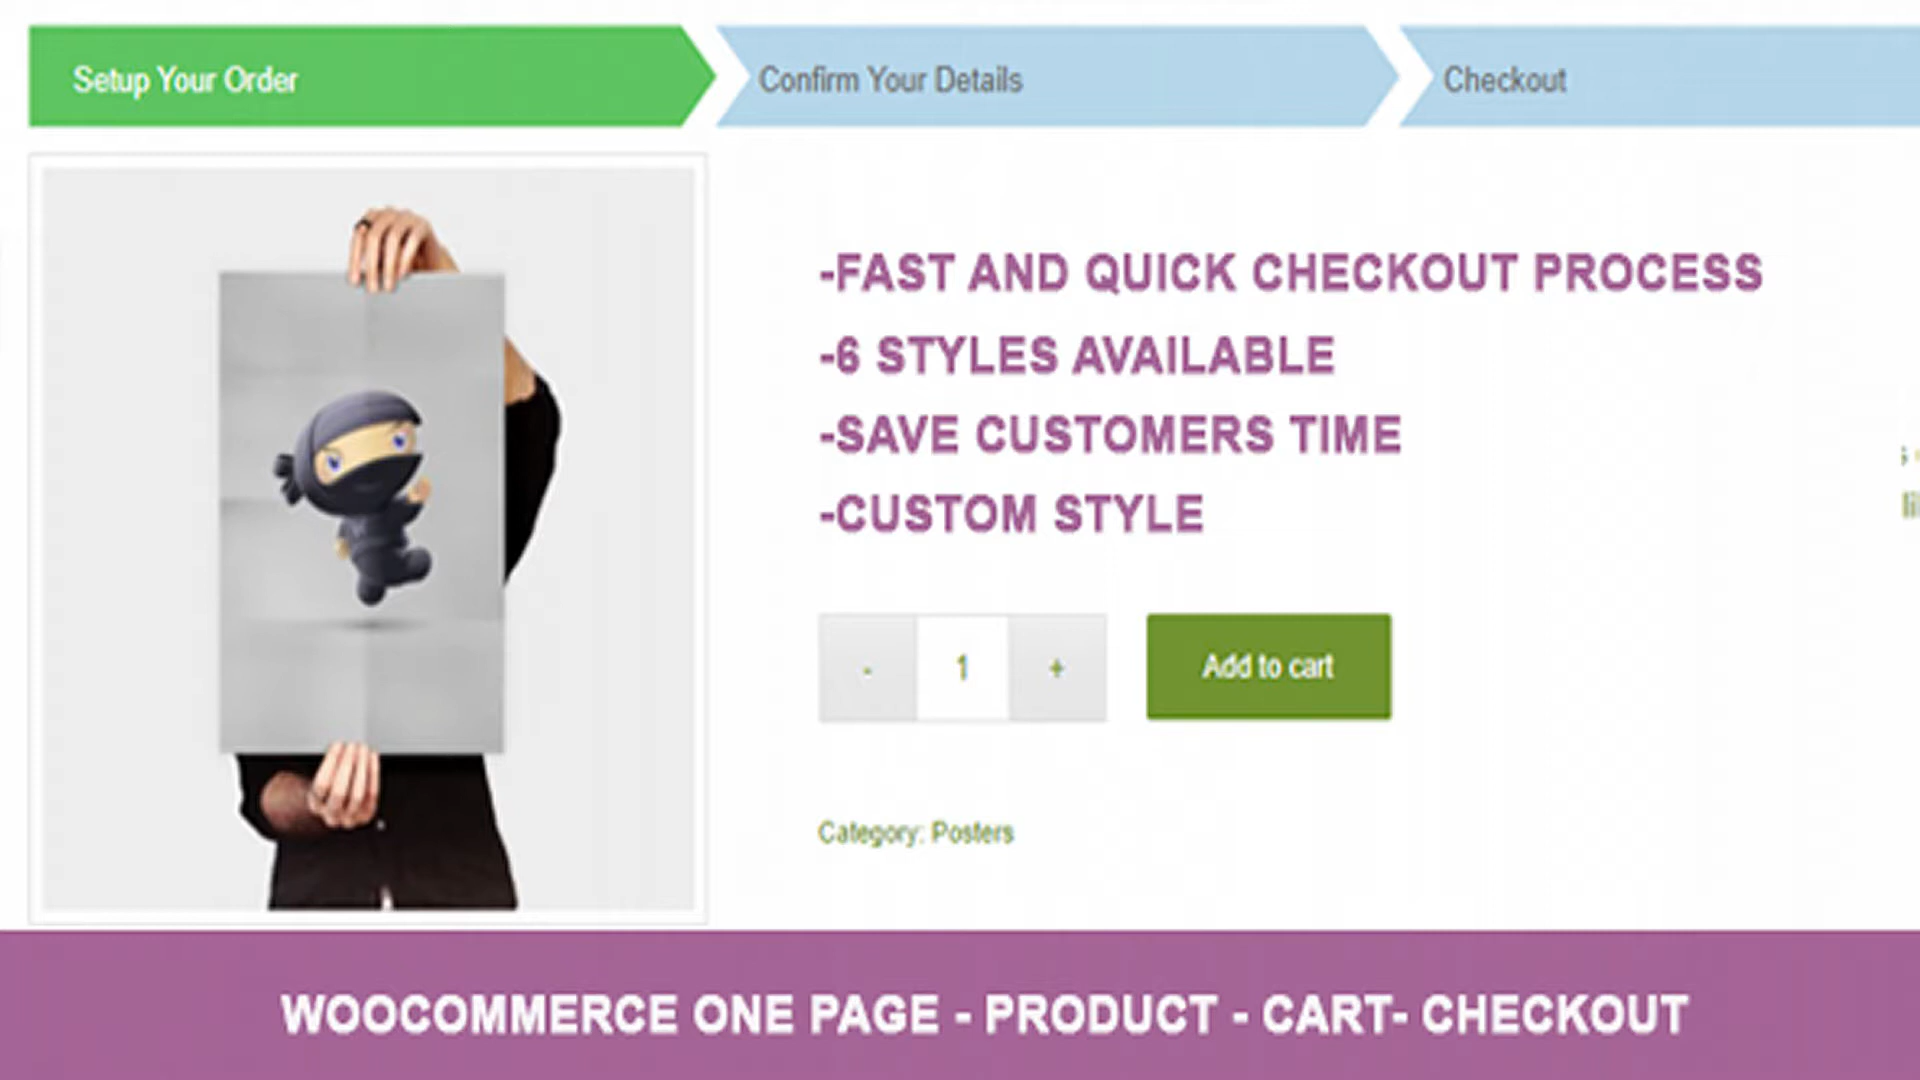 Setup Your Order
Confirm Your Details
Checkout
-FAST AND QUICK CHECKOUT PROCESS
-6 STYLES AVAILABLE
-SAVE CUSTOMERS TIME
-CUSTOM STYLE
- 1 +
Add to cart
Category: Posters
WOOCOMMERCE ONE PAGE - PRODUCT - CART- CHECKOUT